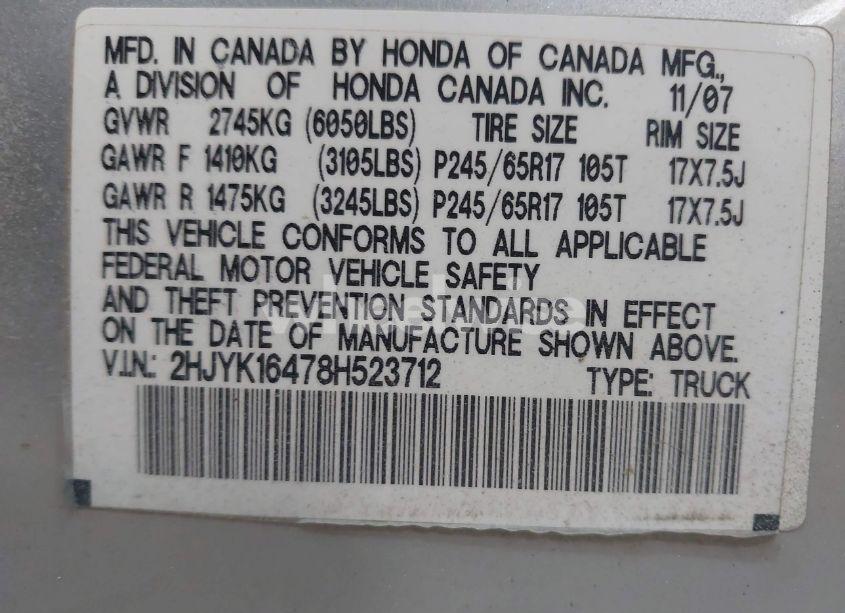 MFD. IN CANADA BY HONDA OF CANADA MFG.,
A DIVISION OF HONDA CANADA INC. 11/07
GVWR 2745KG (6050LBS) TIRE SIZE RIM SIZE
GAWR F 1410KG (3105LBS) P245/65R17 105T 17X7.5J
GAWR R 1475KG (3245LBS) P245/65R17 105T 17X7.5J
THIS VEHICLE CONFORMS TO ALL APPLICABLE
FEDERAL MOTOR VEHICLE SAFETY
AND THEFT PREVENTION STANDARDS IN EFFECT
ON THE DATE OF MANUFACTURE SHOWN ABOVE.
V.I.N.: 2HJYK16478H523712 TYPE: TRUCK